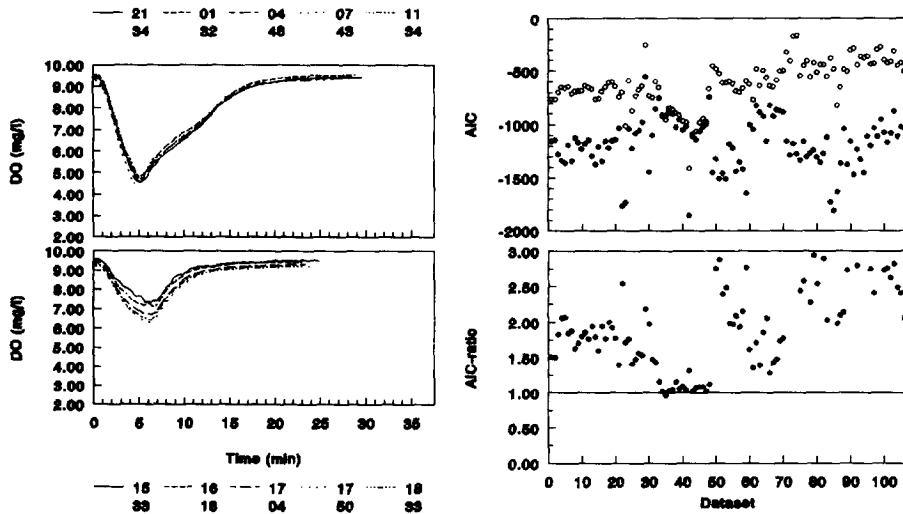 21 01 04 07 11
34 32 48 43 34
10.00
9.00
8.00
7.00
6.00
5.00
4.00
3.00
2.00
DO (mg/l)
10.00
9.00
8.00
7.00
6.00
5.00
4.00
3.00
2.00
DO (mg/l)
0 5 10 15 20 25 30 35
Time (min)
15 16 17 17 18
33 18 04 50 33
0
-500
-1000
-1500
-2000
AIC
3.00
2.50
2.00
1.50
1.00
0.50
0.00
AIC-ratio
0 10 20 30 40 50 60 70 80 90 100
Dataset